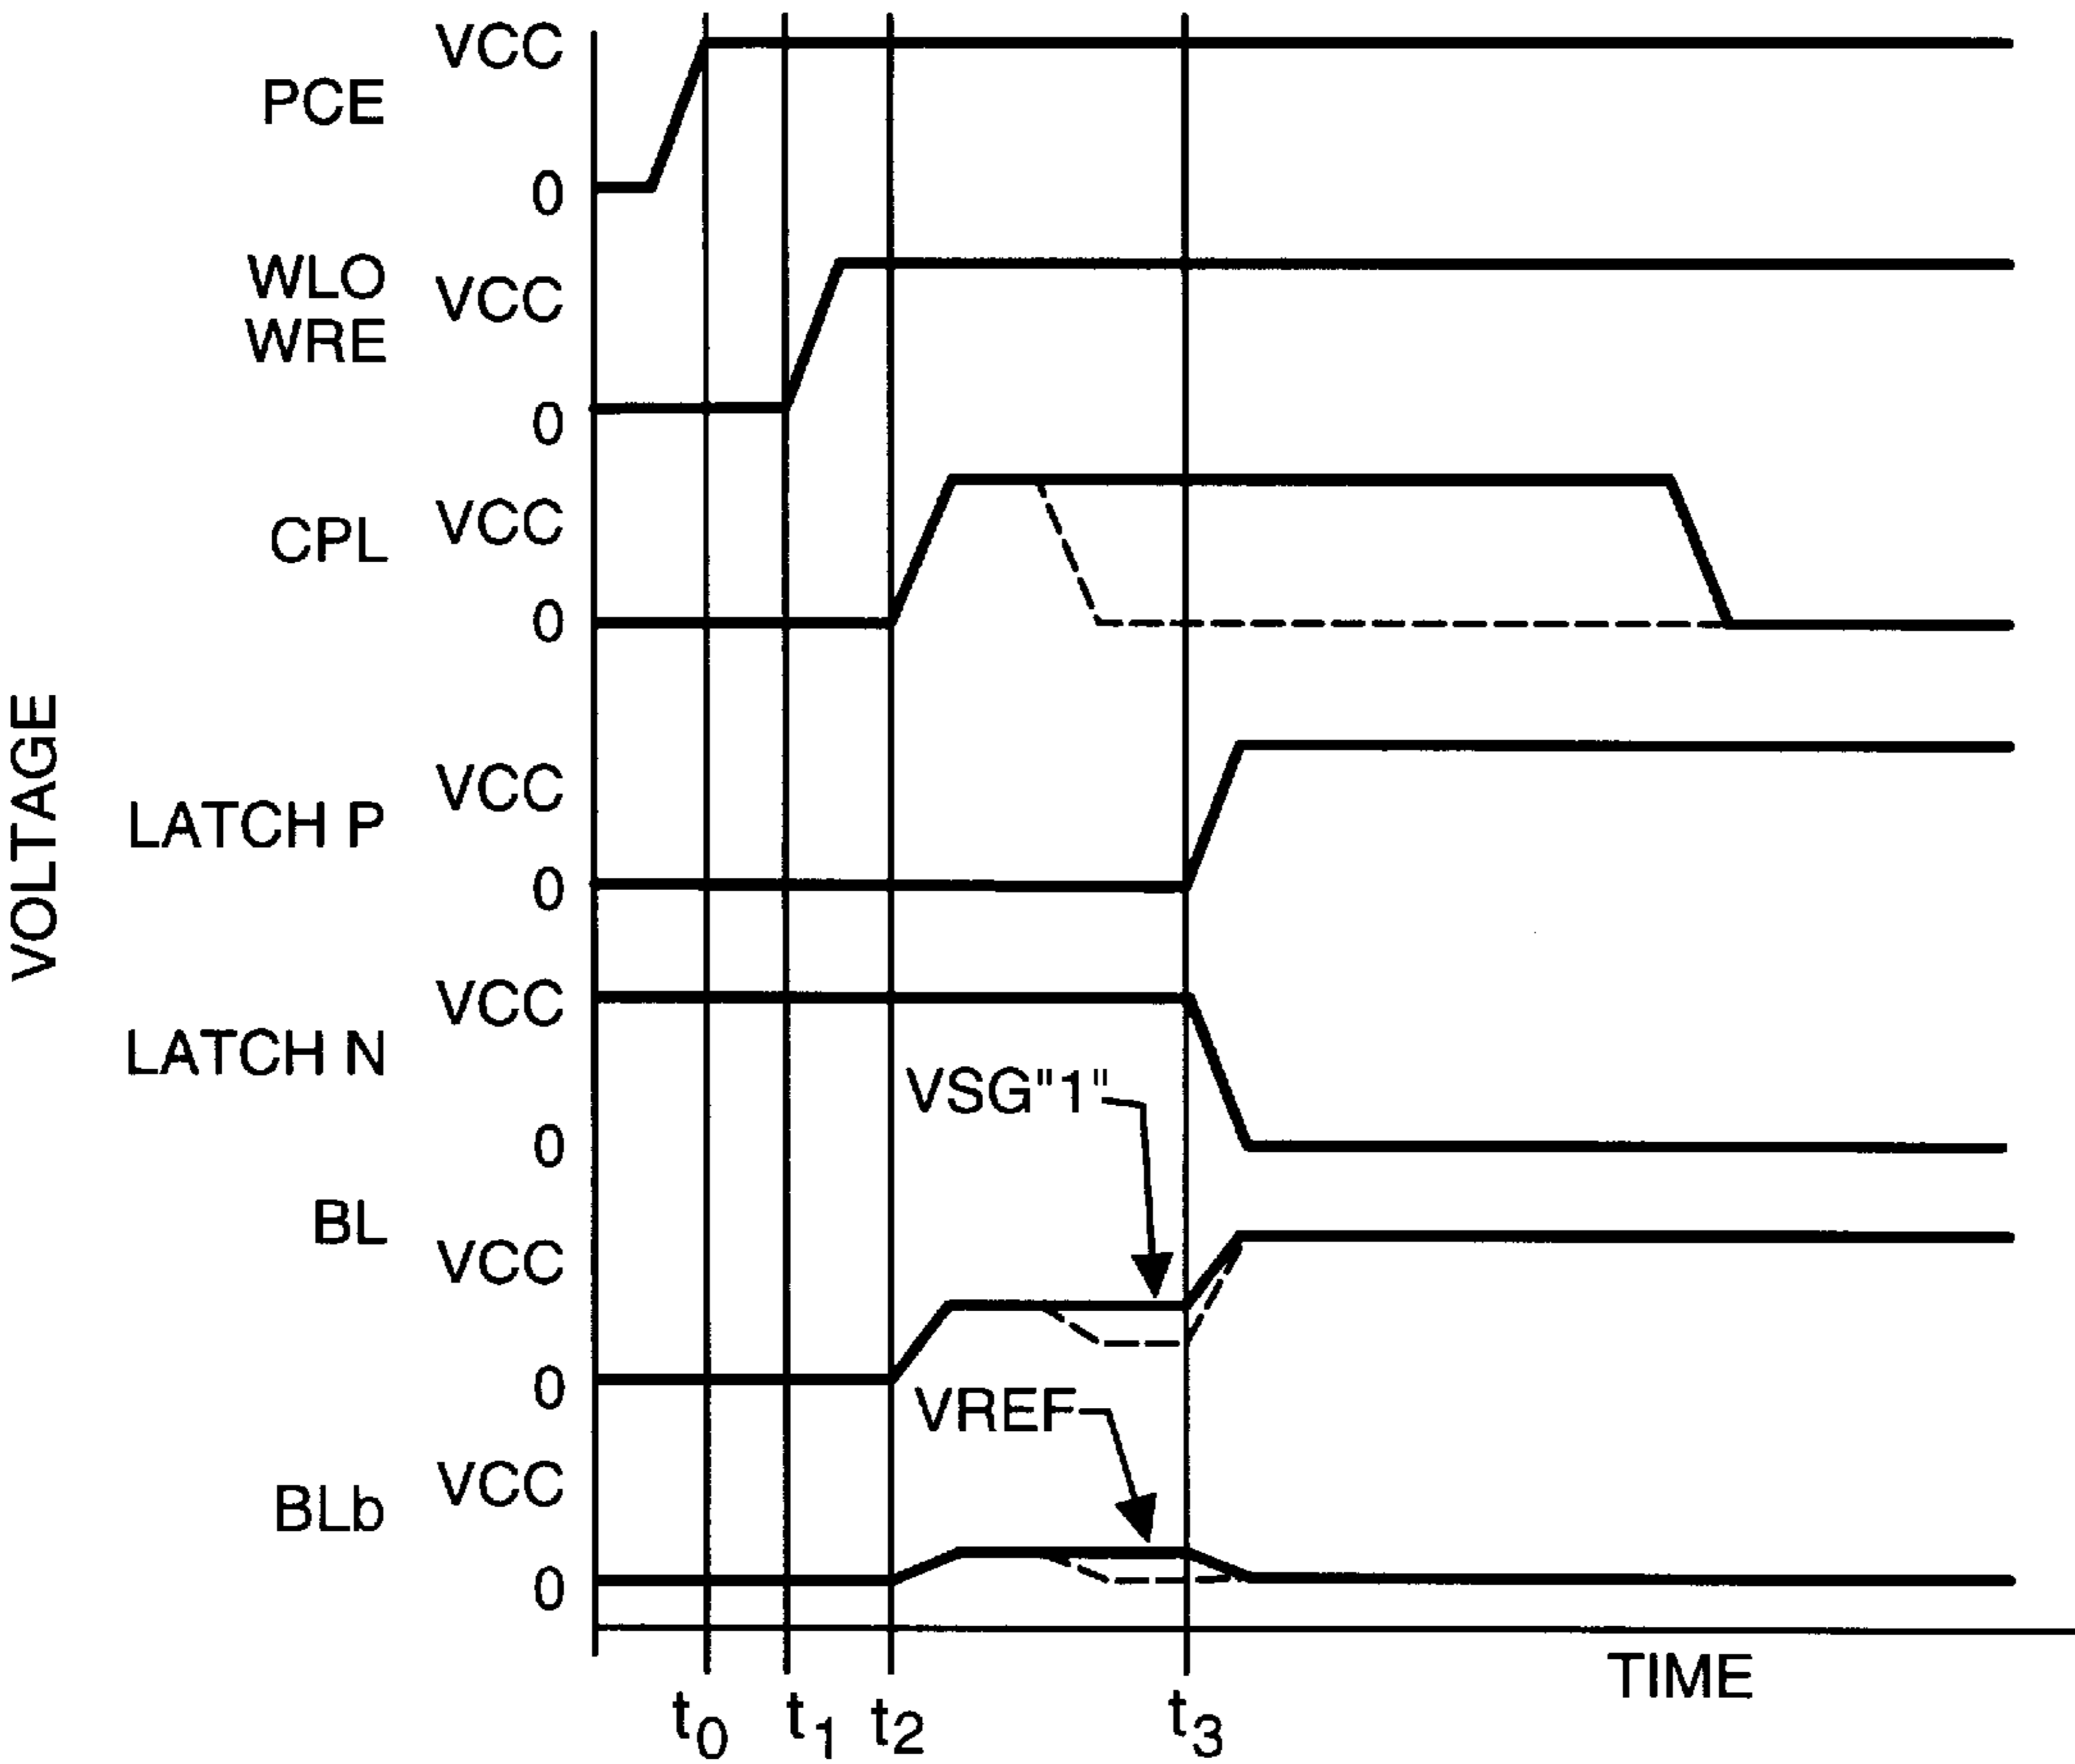 VCC
PCE
0
WLO
WRE
VCC
0
CPL
VCC
0
VOLTAGE
LATCH P
VCC
0
VCC
LATCH N
VSG"1"
0
BL
VCC
0
VREF
VCC
BLb
0
TIME
t0 t1 t2 t3